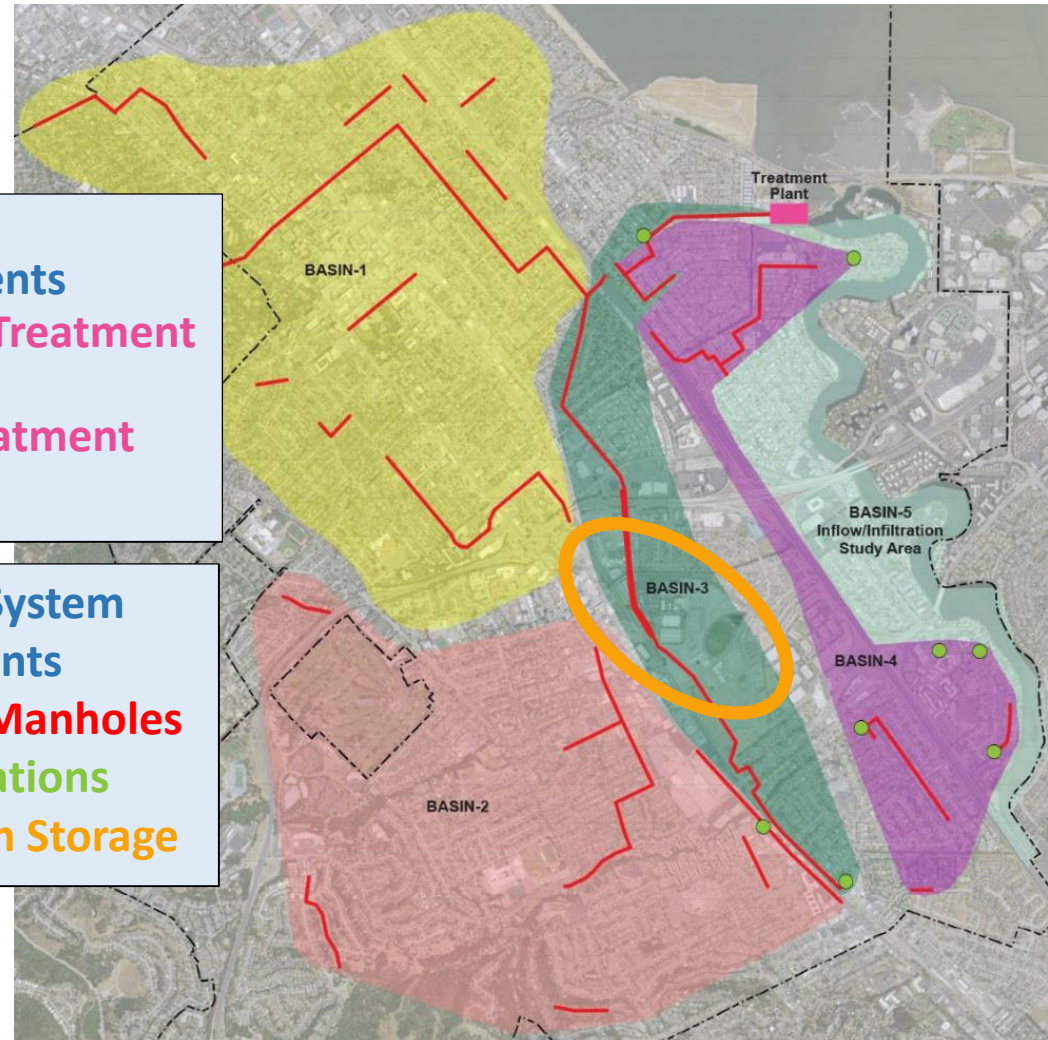 Treatment
Plant
BASIN-1
ents
Treatment
atment
BASIN-5
Inflow/Infiltration
Study Area
BASIN-3
System
nts
Manholes
ations
n Storage
BASIN-4
BASIN-2